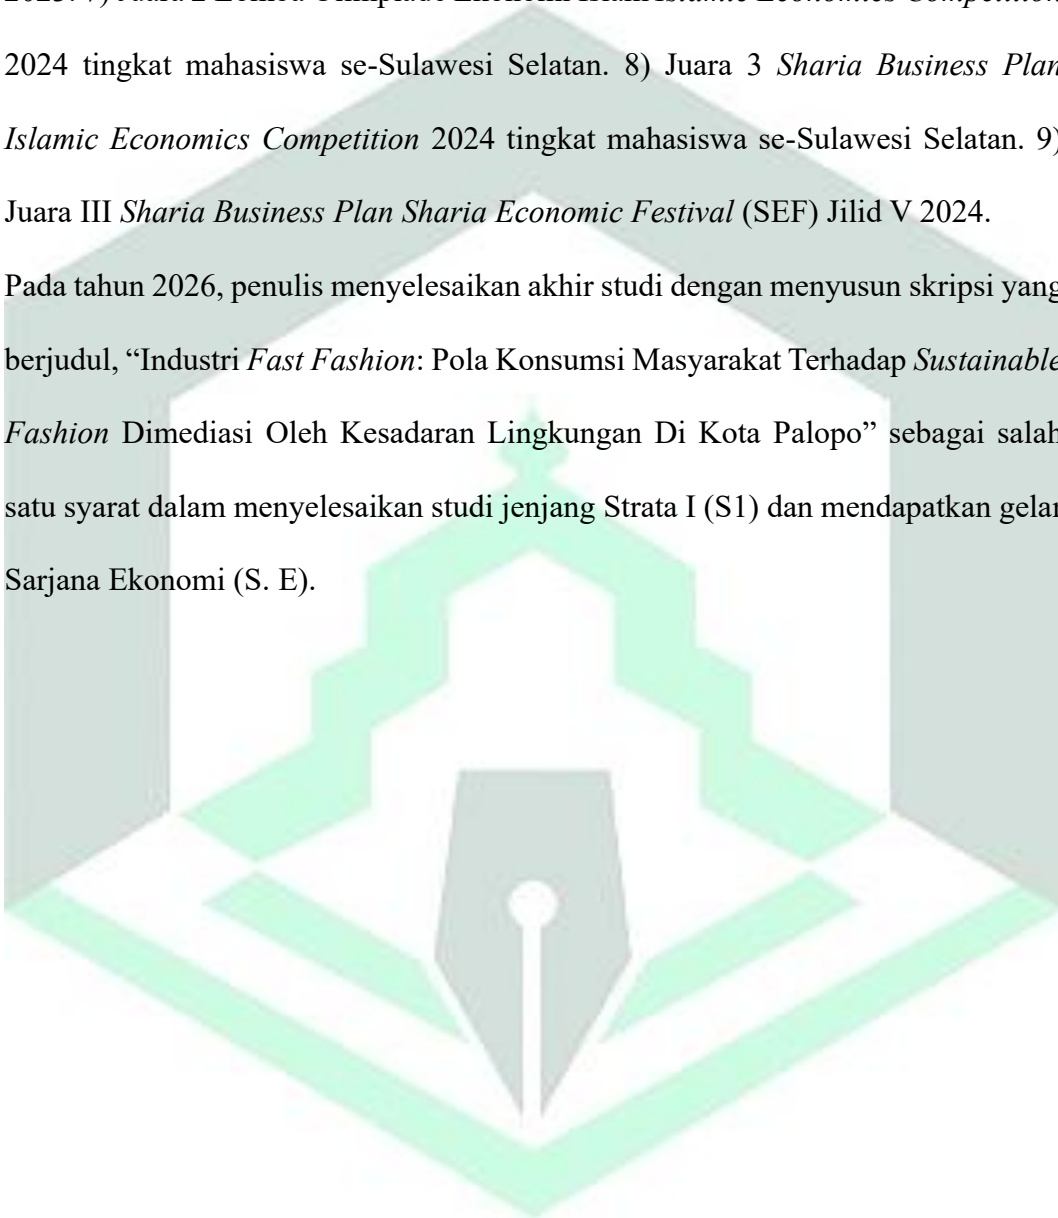 Islamic Economics Competition
2024 tingkat mahasiswa se-Sulawesi Selatan. 8) Juara 3 Sharia Business Plan
Islamic Economics Competition 2024 tingkat mahasiswa se-Sulawesi Selatan. 9)
Juara III Sharia Business Plan Sharia Economic Festival (SEF) Jilid V 2024.
Pada tahun 2026, penulis menyelesaikan akhir studi dengan menyusun skripsi yang
berjudul, “Industri Fast Fashion: Pola Konsumsi Masyarakat Terhadap Sustainable
Fashion Dimediasi Oleh Kesadaran Lingkungan Di Kota Palopo” sebagai salah
satu syarat dalam menyelesaikan studi jenjang Strata I (S1) dan mendapatkan gelar
Sarjana Ekonomi (S. E).